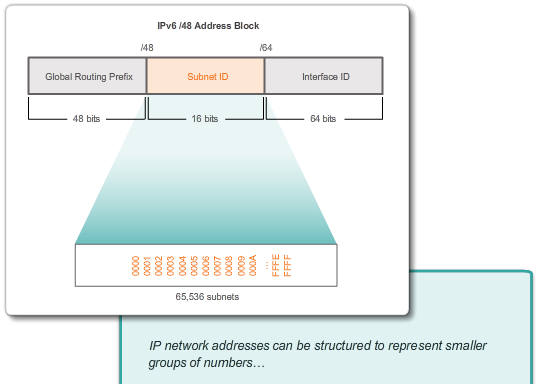 IPv6 /48 Address Block
/48 /64
Global Routing Prefix Subnet ID Interface ID
48 bits 16 bits 64 bits
0000
0001
0002
0003
0004
0005
0006
0007
0008
0009
000A
...
FFFE
FFFF
65,536 subnets
IP network addresses can be structured to represent smaller
groups of numbers…